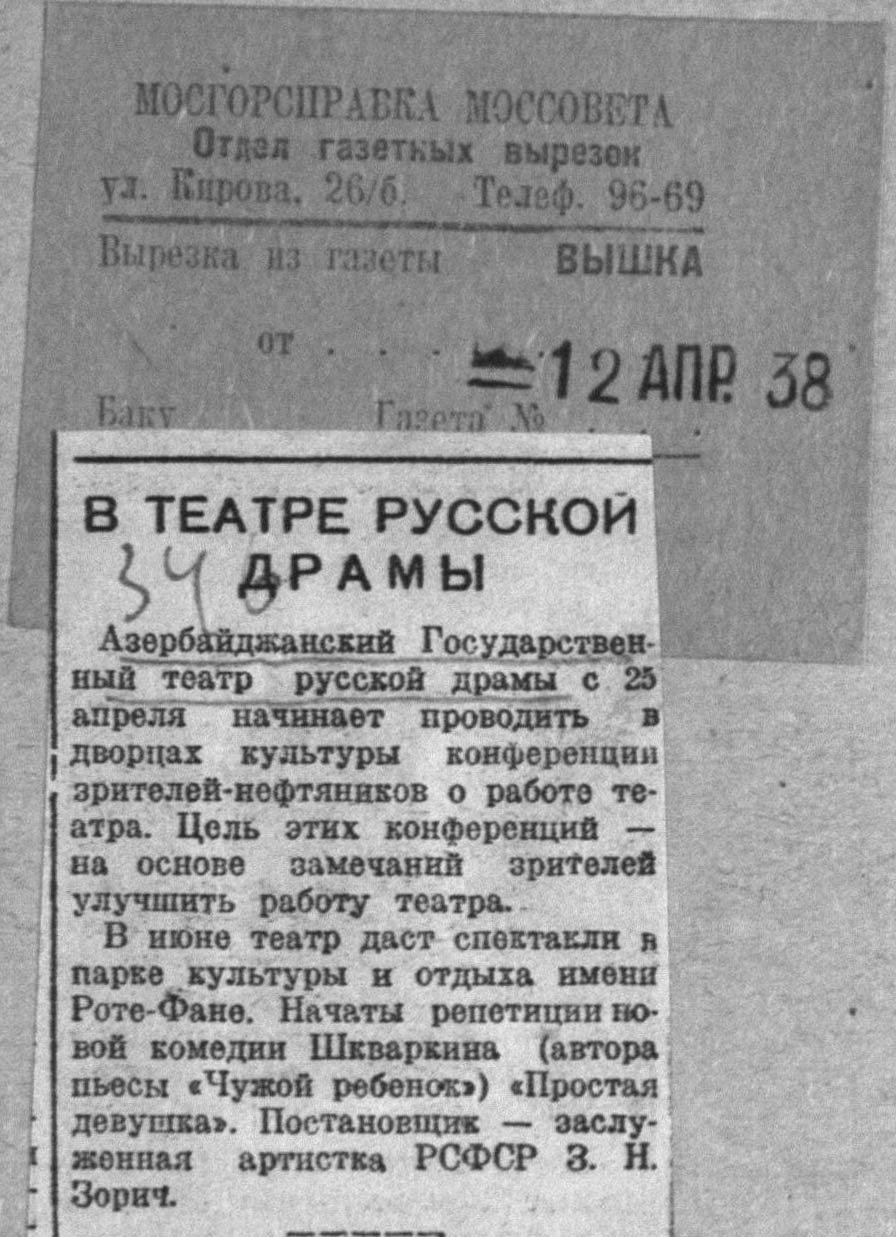 МОСГОРСПРАВКА МОССОВЕТА
Отдел газетных вырезок
ул. Кирова. 26/б. Телеф. 96-69
Вырезка из газеты ВЫШКА
от . . .
12 АПР. 38
Баку Газета № . . .
В ТЕАТРЕ РУССКОЙ
ДРАМЫ
Азербайджанский Государствен-
ный театр русской драмы с 25
апреля начинает проводить в
дворцах культуры конференции
зрителей-нефтяников о работе те-
атра. Цель этих конференций —
на основе замечаний зрителей
улучшить работу театра.
В июне театр даст спектакли в
парке культуры и отдыха имени
Роте-Фане. Начаты репетиции но-
вой комедии Шкваркина (автора
пьесы «Чужой ребенок») «Простая
девушка». Постановщик — заслу-
женная артистка РСФСР З. Н.
Зорич.